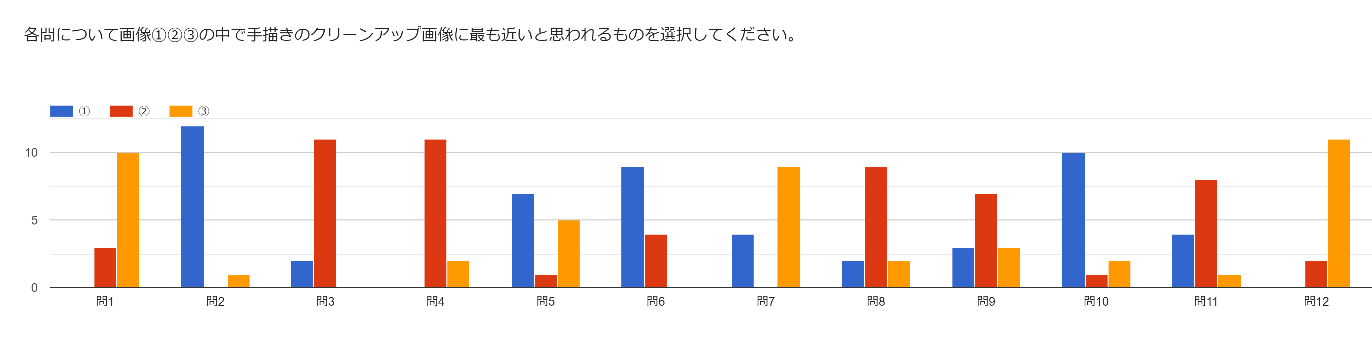 各問について画像①②③の中で手描きのクリーンアップ画像に最も近いと思われるものを選択してください。
① ② ③
10
5
0
問1 問2 問3 問4 問5 問6 問7 問8 問9 問10 問11 問12